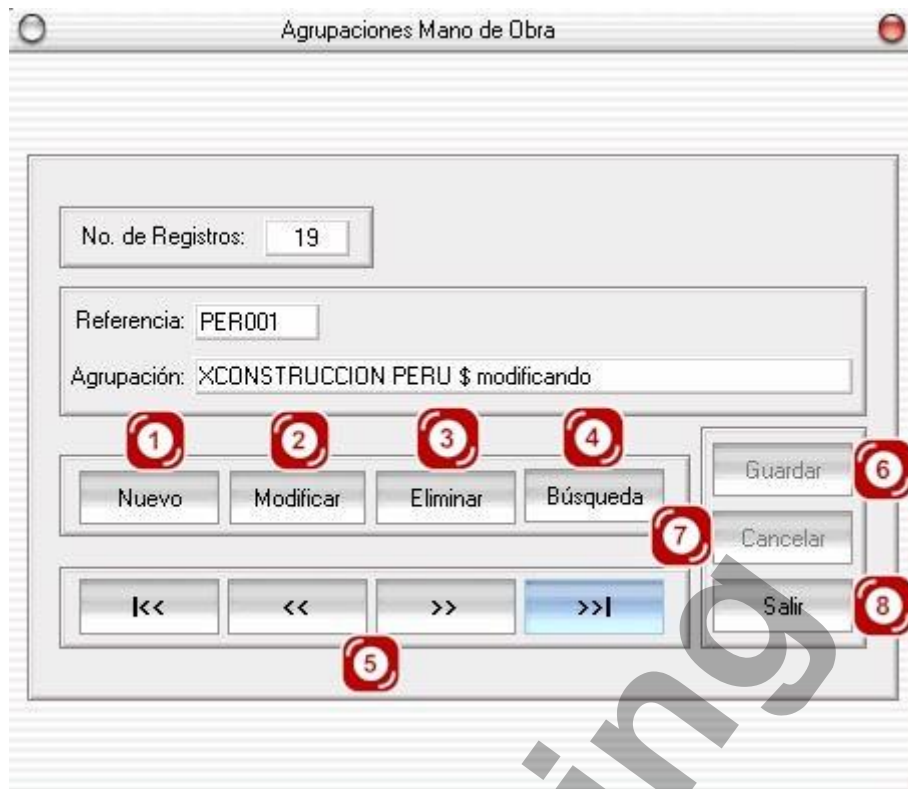 Agrupaciones Mano de Obra
No. de Registros: 19
Referencia: PER001
Agrupación: XCONSTRUCCION PERU $ modificando
1 2 3 4
Nuevo Modificar Eliminar Búsqueda
Guardar 6
7 Cancelar
|<< << >> >>|
Salir 8
5
ing